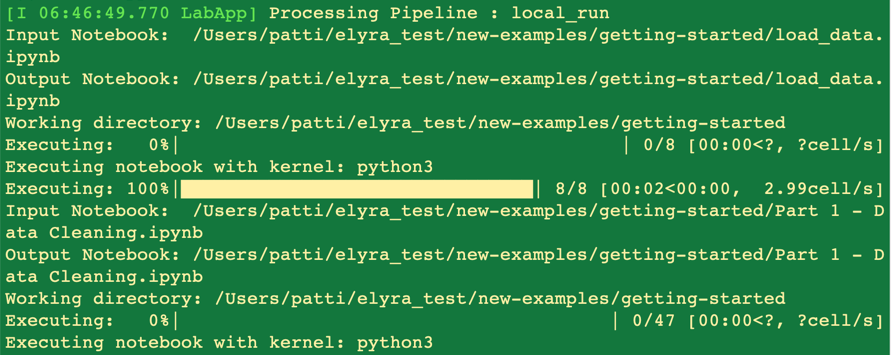 [I 06:46:49.770 LabApp] Processing Pipeline : local_run
Input Notebook:  /Users/patti/elyra_test/new-examples/getting-started/load_data.
ipynb
Output Notebook: /Users/patti/elyra_test/new-examples/getting-started/load_data.
ipynb
Working directory: /Users/patti/elyra_test/new-examples/getting-started
Executing:   0%|                                          | 0/8 [00:00<?, ?cell/s]
Executing notebook with kernel: python3
Executing: 100%|██████████████████████████████████| 8/8 [00:02<00:00,  2.99cell/s]
Input Notebook:  /Users/patti/elyra_test/new-examples/getting-started/Part 1 - D
ata Cleaning.ipynb
Output Notebook: /Users/patti/elyra_test/new-examples/getting-started/Part 1 - D
ata Cleaning.ipynb
Working directory: /Users/patti/elyra_test/new-examples/getting-started
Executing:   0%|                                         | 0/47 [00:00<?, ?cell/s]
Executing notebook with kernel: python3